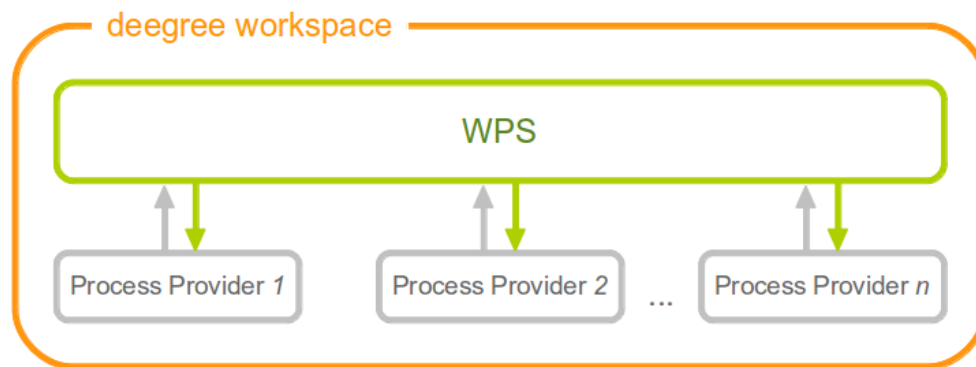 deegree workspace
WPS
Process Provider 1
Process Provider 2
...
Process Provider n